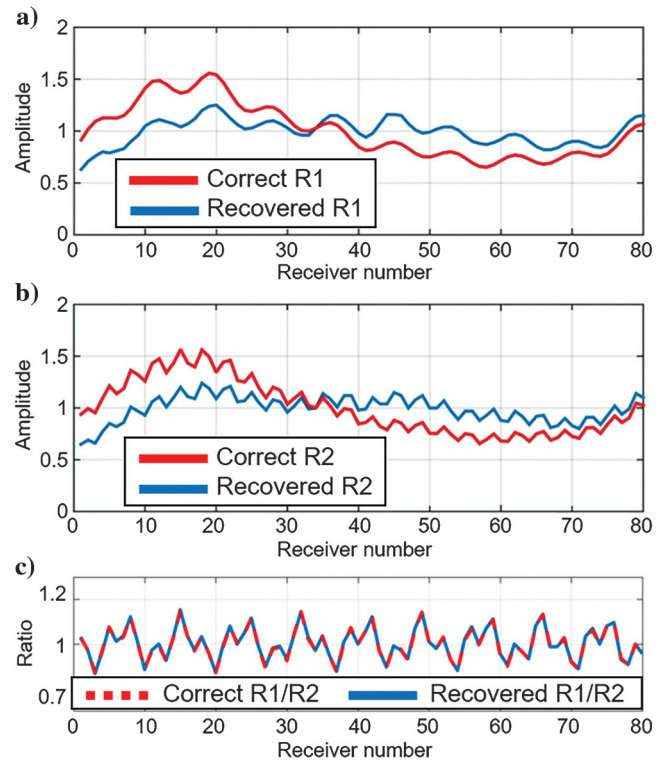 a)
2
1.5
1
0.5
0
Amplitude
Correct R1
Recovered R1
0 10 20 30 40 50 60 70 80
Receiver number
b)
2
1.5
1
0.5
0
Amplitude
Correct R2
Recovered R2
0 10 20 30 40 50 60 70 80
Receiver number
c)
1.2
1
0.7
Ratio
Correct R1/R2 Recovered R1/R2
0 10 20 30 40 50 60 70 80
Receiver number